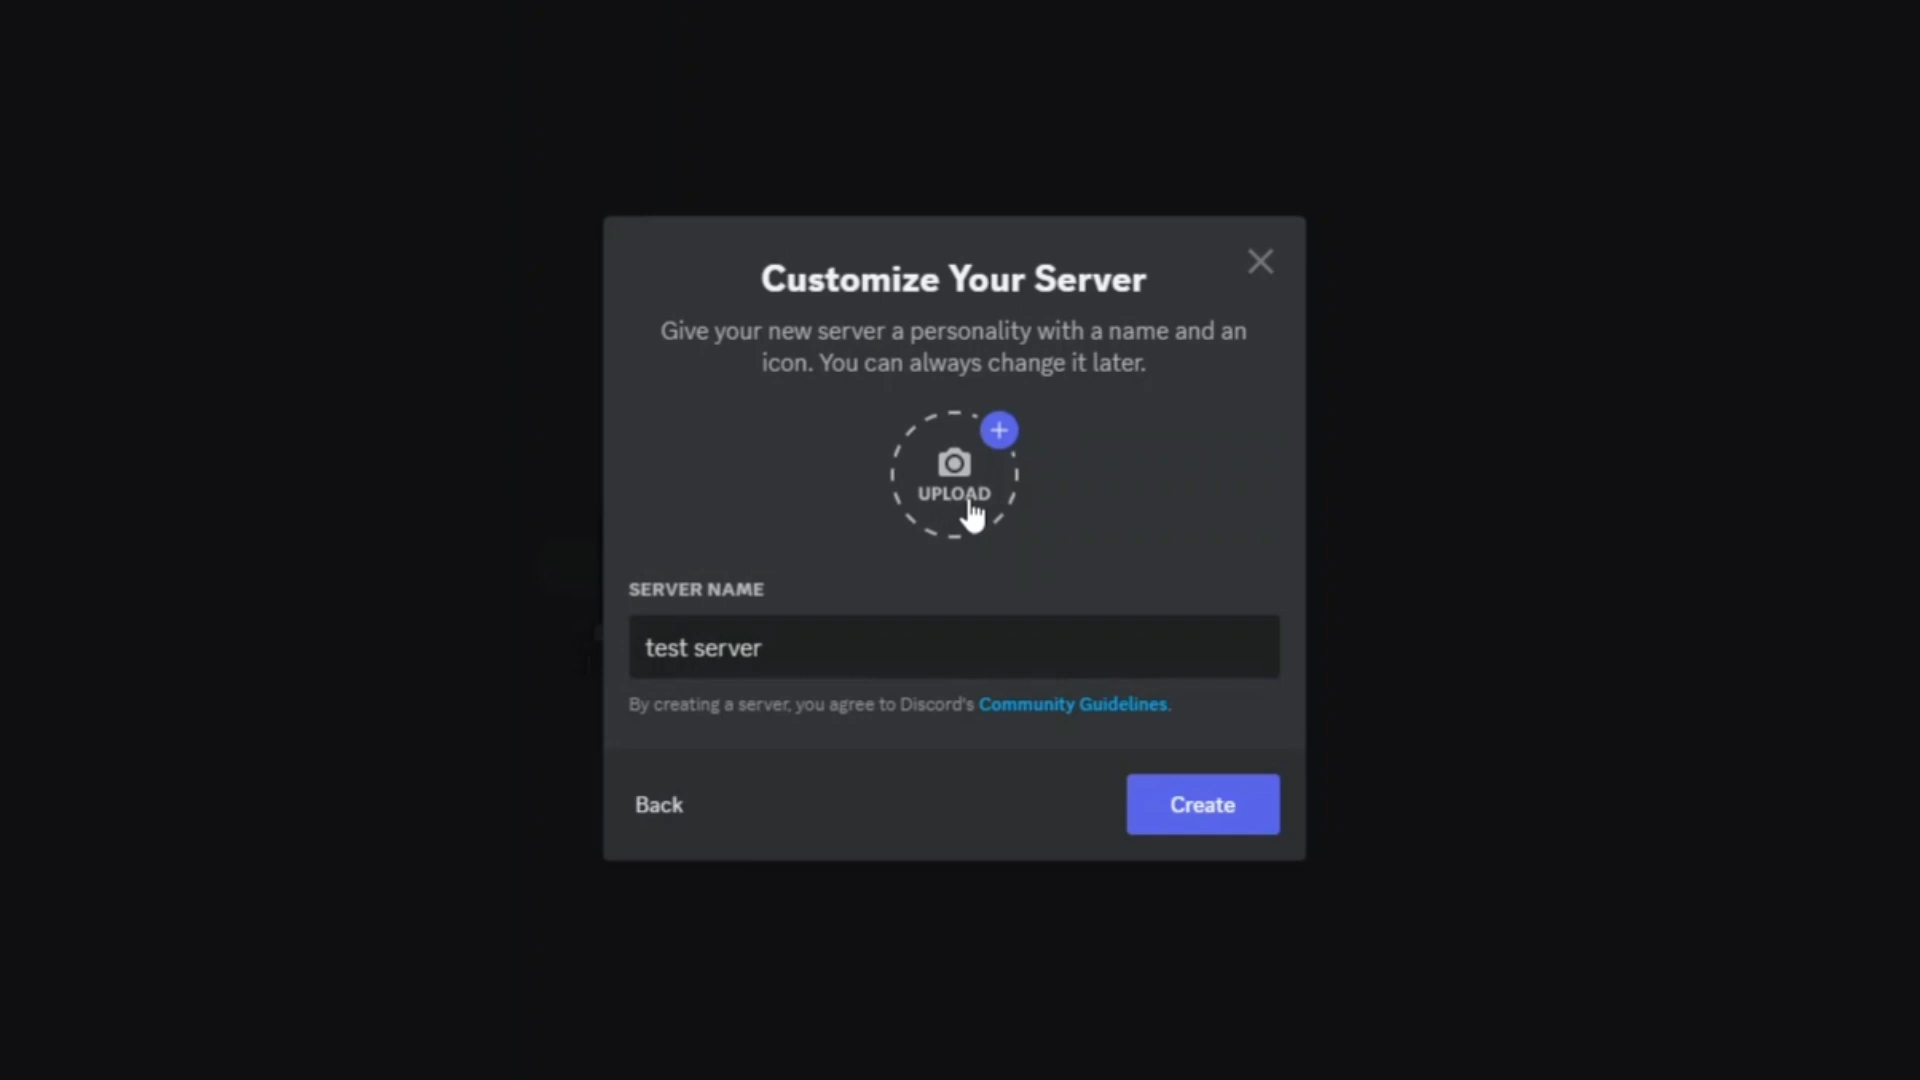 Customize Your Server
Give your new server a personality with a name and an
icon. You can always change it later.
UPLOAD
SERVER NAME
test server
By creating a server, you agree to Discord's Community Guidelines.
Back
Create